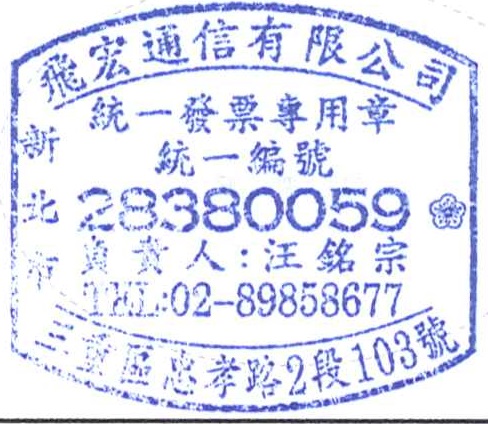 飛宏通信有限公司
統一發票專用章
統一編號
28380059
負責人:汪銘宗
TEL:02-89858677
新北市
三重區忠孝路2段103號